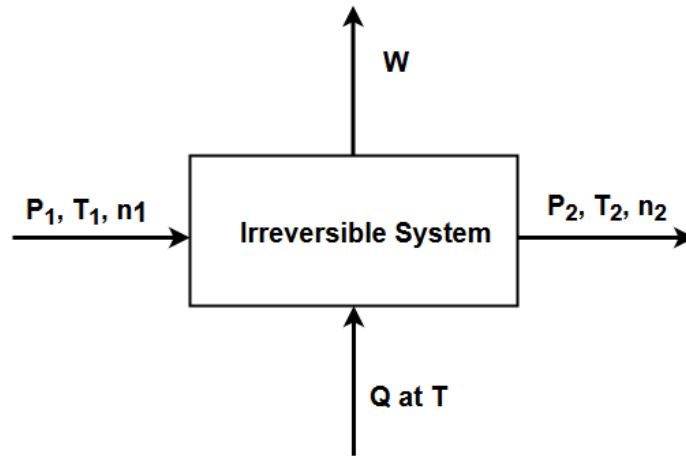 W
P₁, T₁, n1
Irreversible System
P₂, T₂, n₂
Q at T